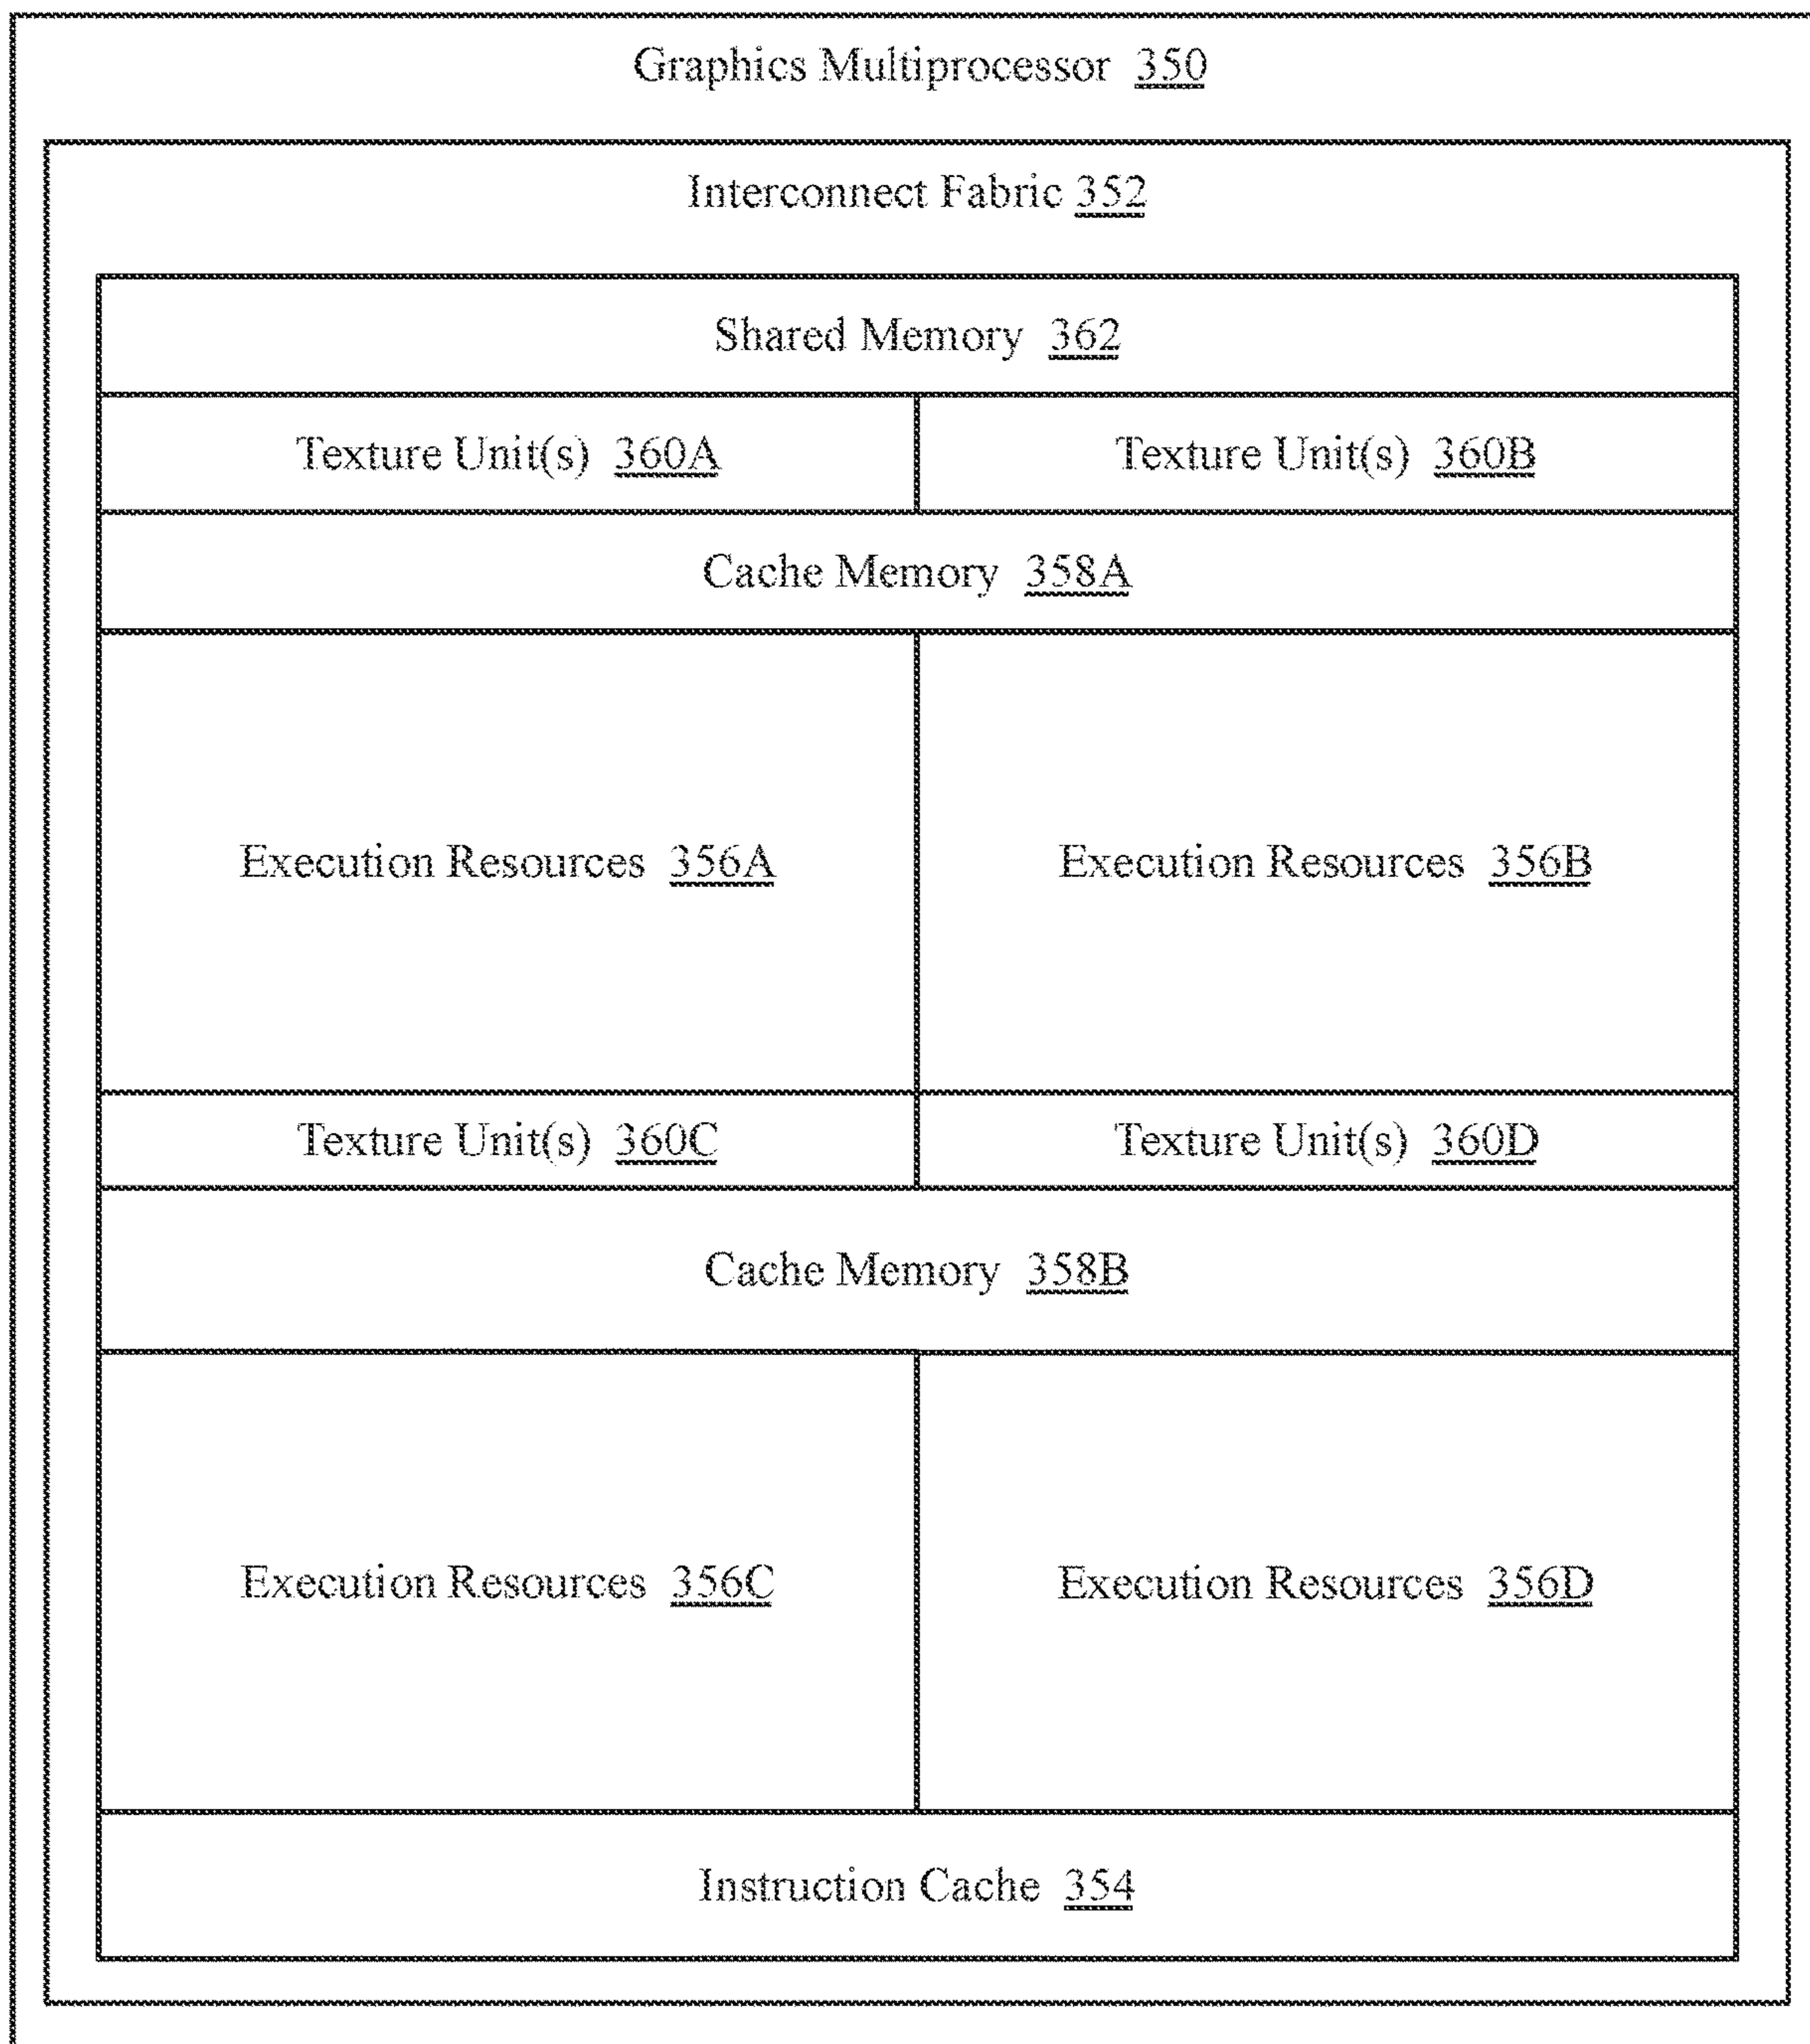 Graphics Multiprocessor 350
Interconnect Fabric 352
Shared Memory 362
Texture Unit(s) 360A
Texture Unit(s) 360B
Cache Memory 358A
Execution Resources 356A
Execution Resources 356B
Texture Unit(s) 360C
Texture Unit(s) 360D
Cache Memory 358B
Execution Resources 356C
Execution Resources 356D
Instruction Cache 354